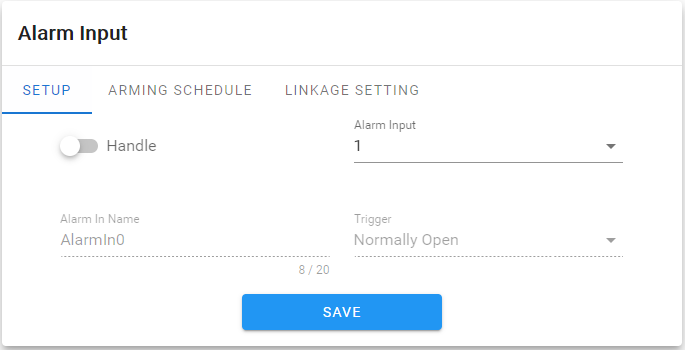 Alarm Input
SETUP ARMING SCHEDULE LINKAGE SETTING
Handle
Alarm Input
1
Alarm In Name
AlarmIn0
8 / 20
Trigger
Normally Open
SAVE